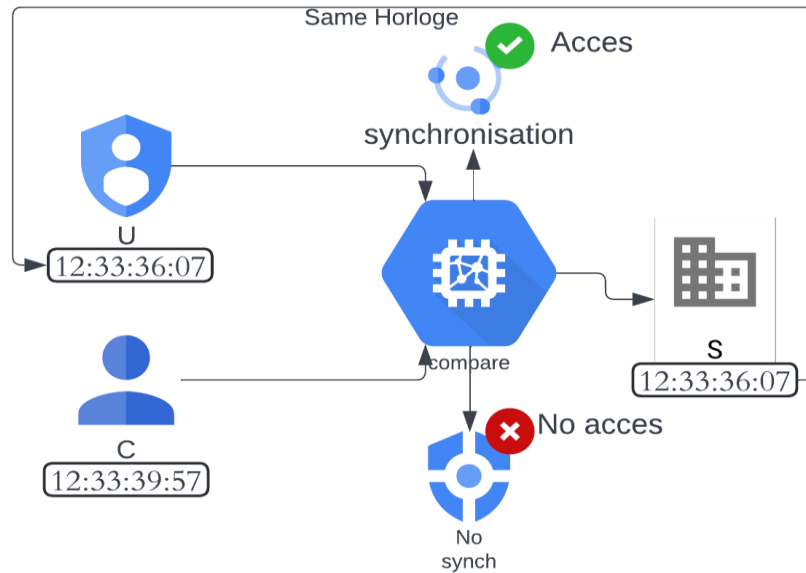 Same Horloge
Acces
synchronisation
U
12:33:36:07
compare
S
12:33:36:07
No acces
C
12:33:39:57
No
synch